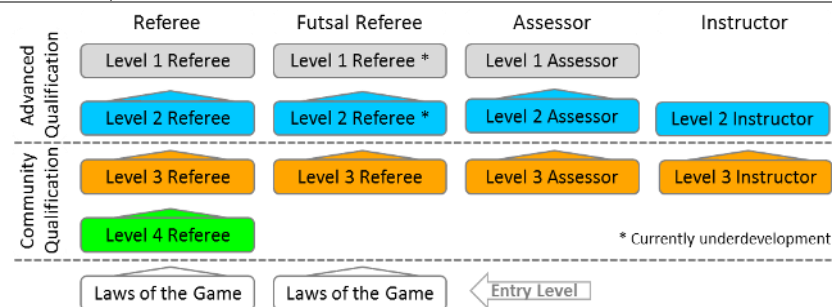 Referee Futsal Referee Assessor Instructor
Advanced
Qualification
Level 1 Referee Level 1 Referee * Level 1 Assessor
Level 2 Referee Level 2 Referee * Level 2 Assessor Level 2 Instructor
Community
Qualification
Level 3 Referee Level 3 Referee Level 3 Assessor Level 3 Instructor
Level 4 Referee
* Currently underdevelopment
Laws of the Game Laws of the Game Entry Level